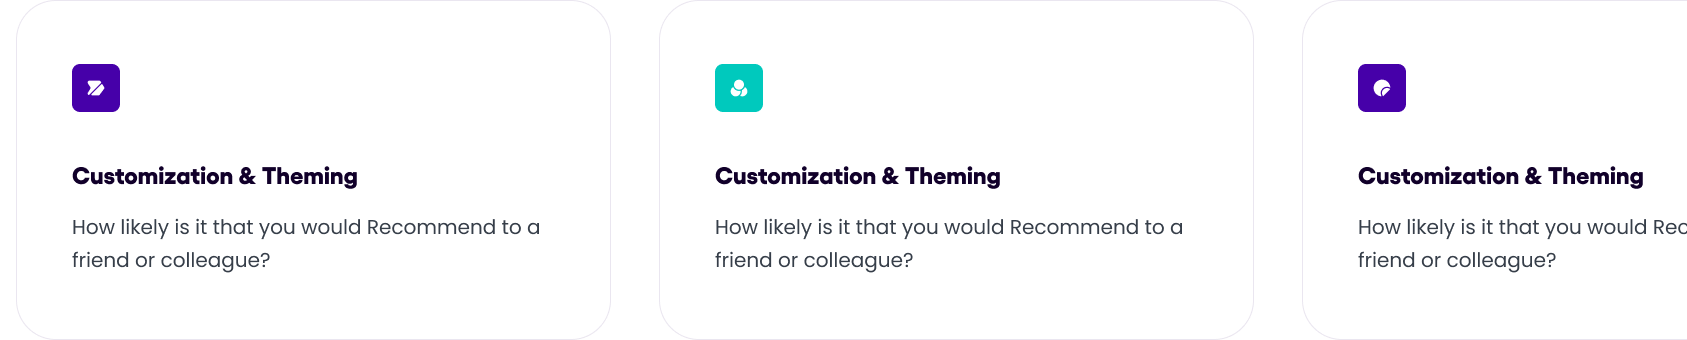 Customization & Theming
How likely is it that you would Recommend to a
friend or colleague?
Customization & Theming
How likely is it that you would Recommend to a
friend or colleague?
Customization & Theming
How likely is it that you would
friend or colleague?